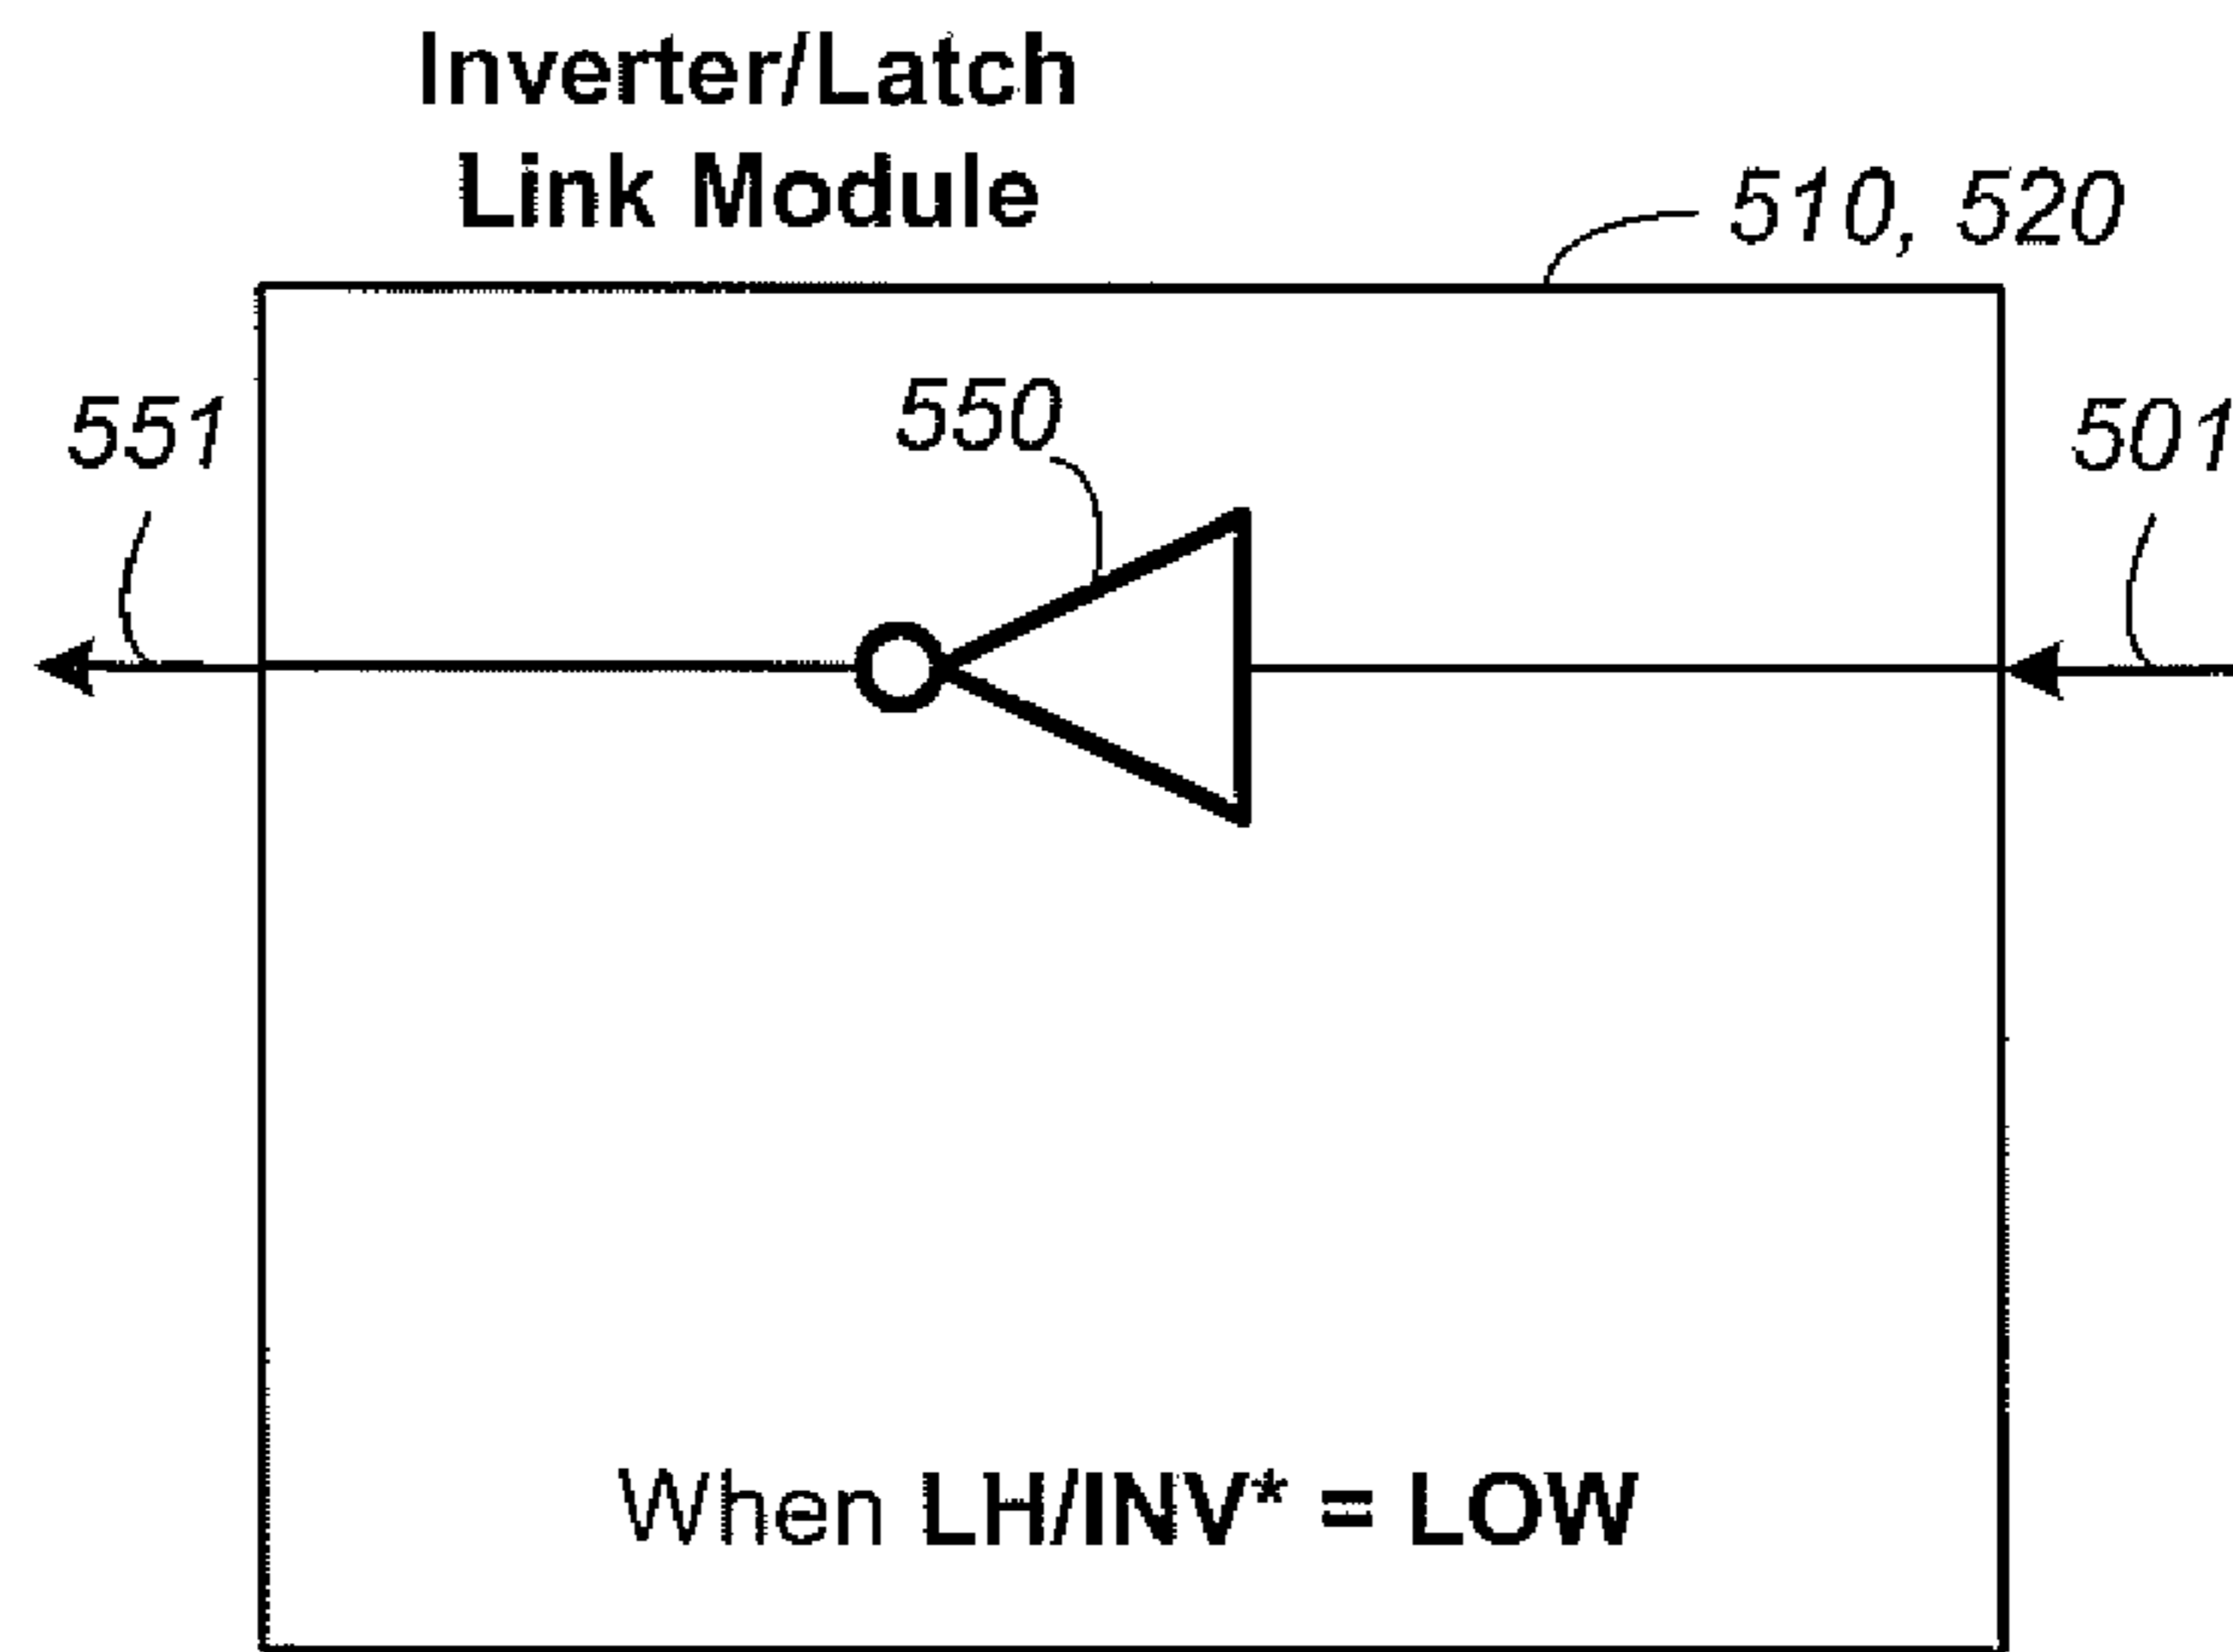 Inverter/Latch
Link Module
510, 520
551
550
501
When LH/INV* = LOW